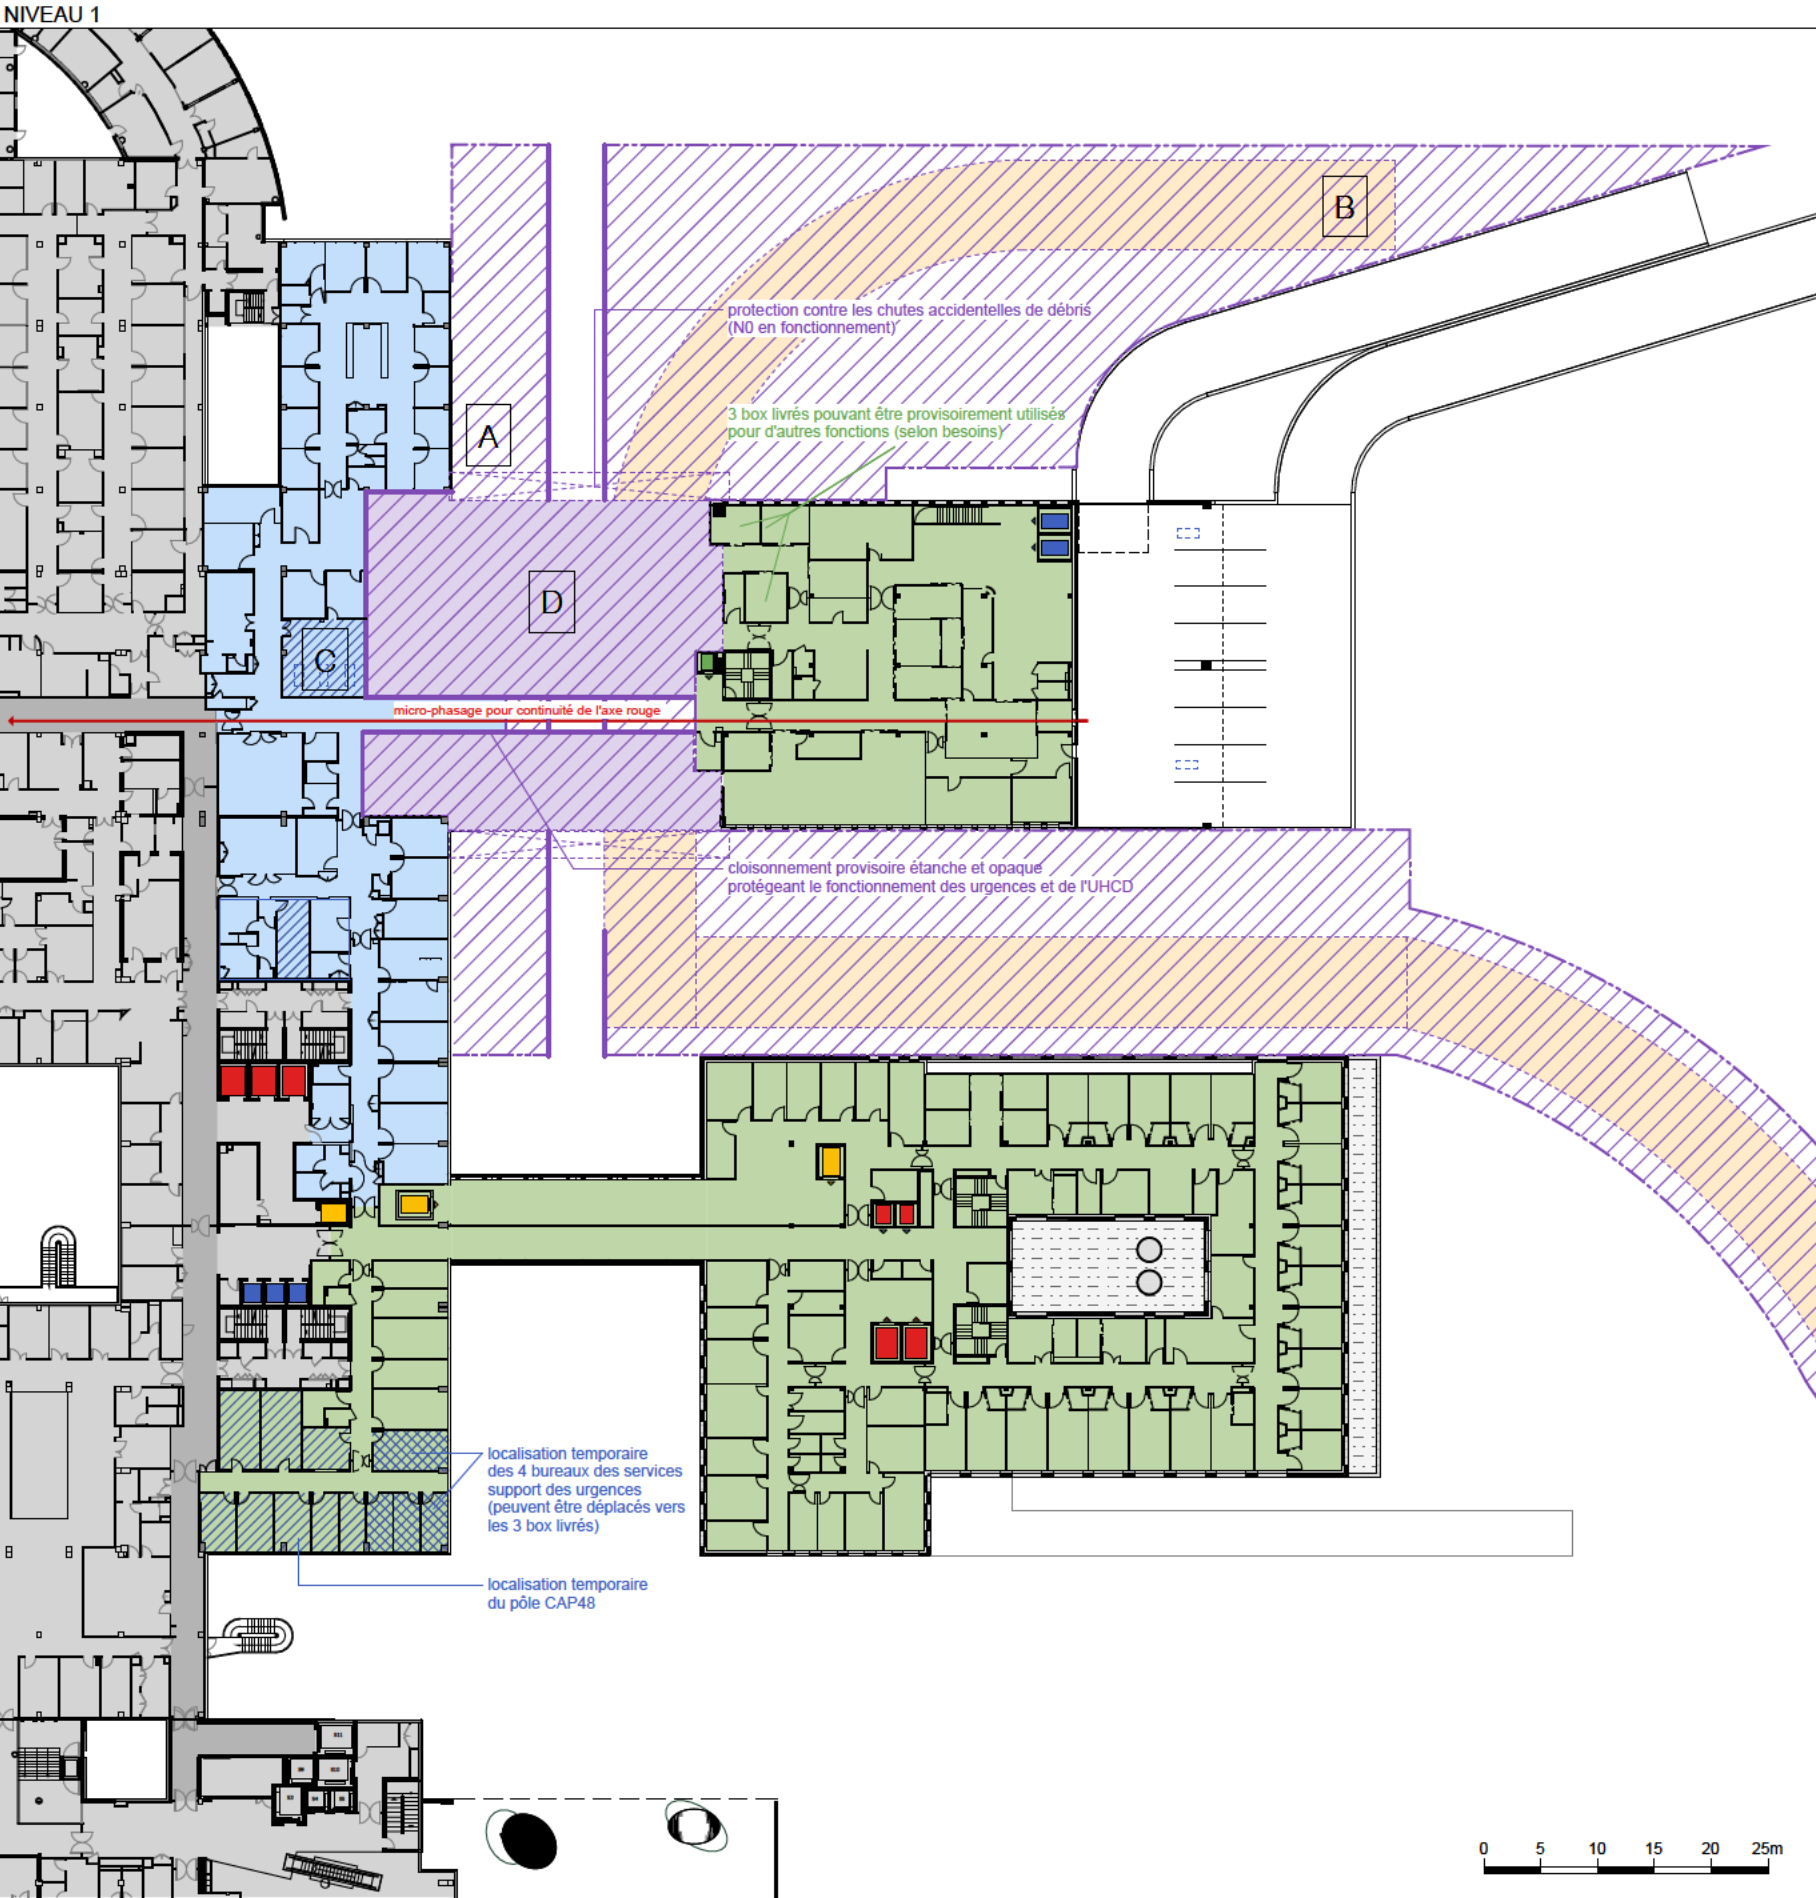 NIVEAU 1
B
protection contre les chutes accidentelles de débris
(N0 en fonctionnement)
3 box livrés pouvant être provisoirement utilisés
pour d'autres fonctions (selon besoins)
A
D
C
micro-phasage pour continuité de l'axe rouge
cloisonnement provisoire étanche et opaque
protégeant le fonctionnement des urgences et de l'UHCD
localisation temporaire
des 4 bureaux des services
support des urgences
(peuvent être déplacés vers
les 3 box livrés)
localisation temporaire
du pôle CAP48
0 5 10 15 20 25m